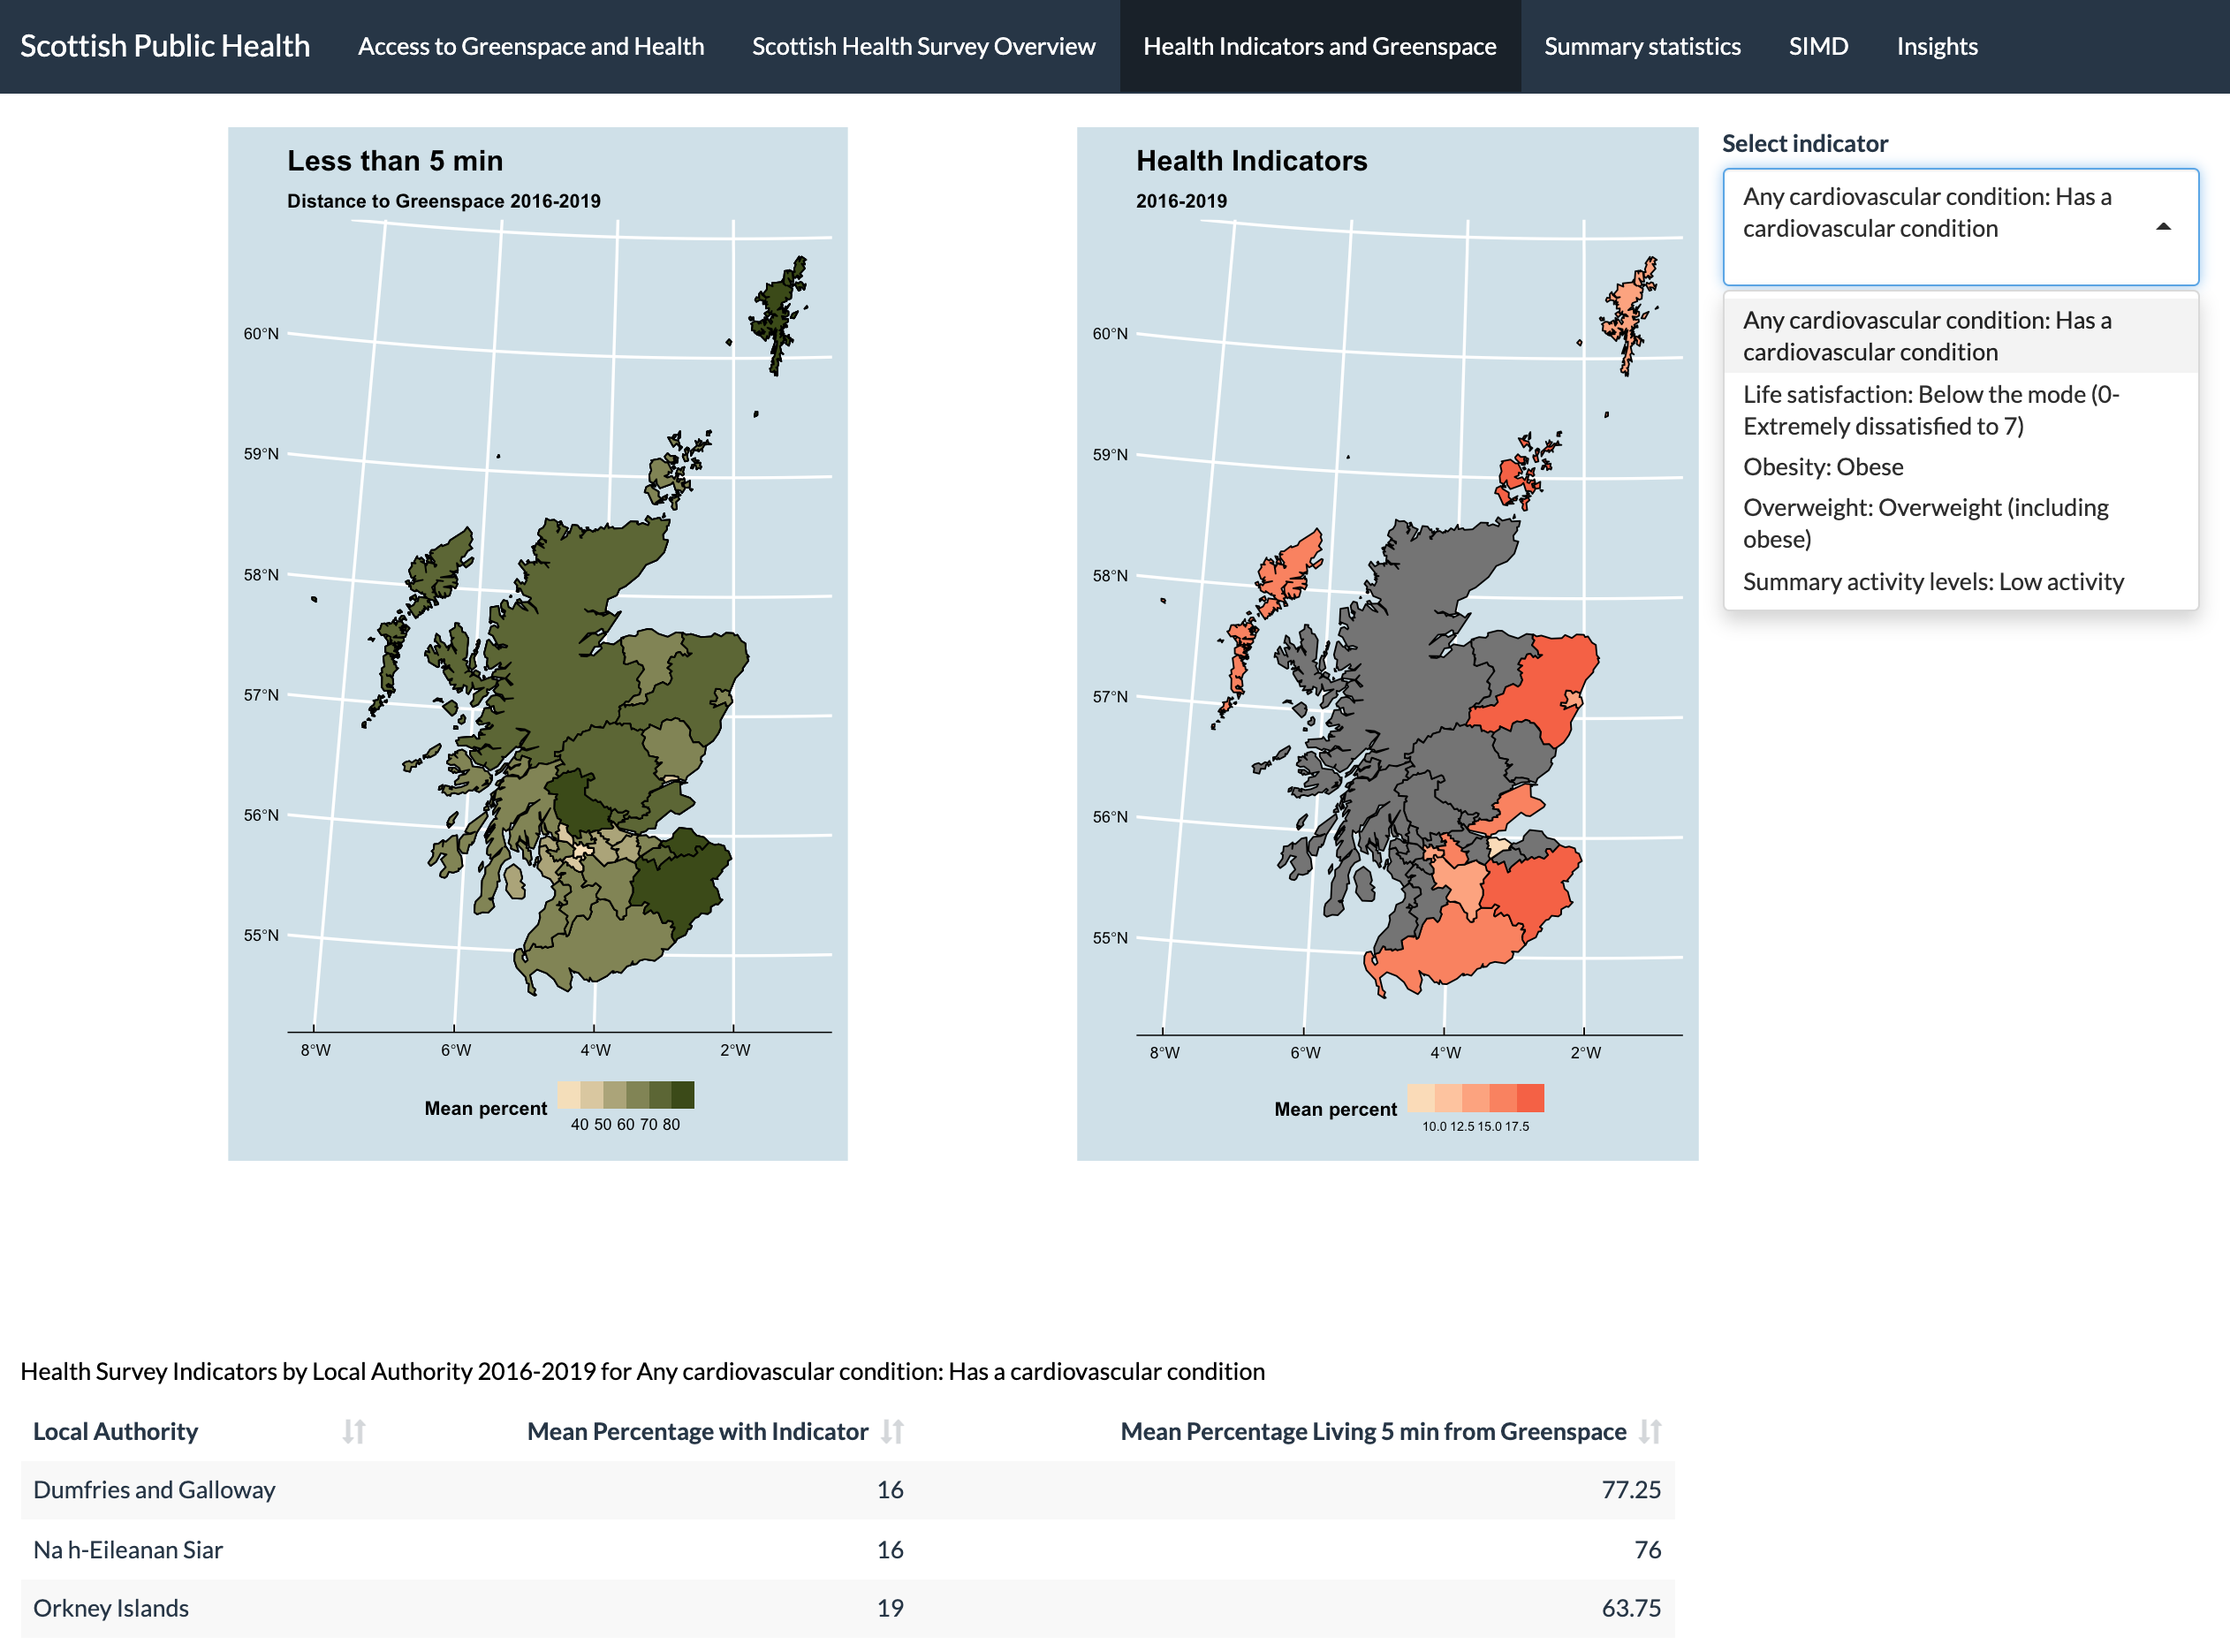 Scottish Public Health Access to Greenspace and Health Scottish Health Survey Overview Health Indicators and Greenspace Summary statistics SIMD Insights
Less than 5 min
Distance to Greenspace 2016-2019
60°N
59°N
58°N
57°N
56°N
55°N
8°W 6°W 4°W 2°W
Mean percent
40 50 60 70 80
Health Indicators
2016-2019
60°N
59°N
58°N
57°N
56°N
55°N
8°W 6°W 4°W 2°W
Mean percent
10.0 12.5 15.0 17.5
Select indicator
Any cardiovascular condition: Has a
cardiovascular condition
Any cardiovascular condition: Has a
cardiovascular condition
Life satisfaction: Below the mode (0-
Extremely dissatisfied to 7)
Obesity: Obese
Overweight: Overweight (including
obese)
Summary activity levels: Low activity
Health Survey Indicators by Local Authority 2016-2019 for Any cardiovascular condition: Has a cardiovascular condition
Local Authority Mean Percentage with Indicator Mean Percentage Living 5 min from Greenspace
Dumfries and Galloway 16 77.25
Na h-Eileanan Siar 16 76
Orkney Islands 19 63.75